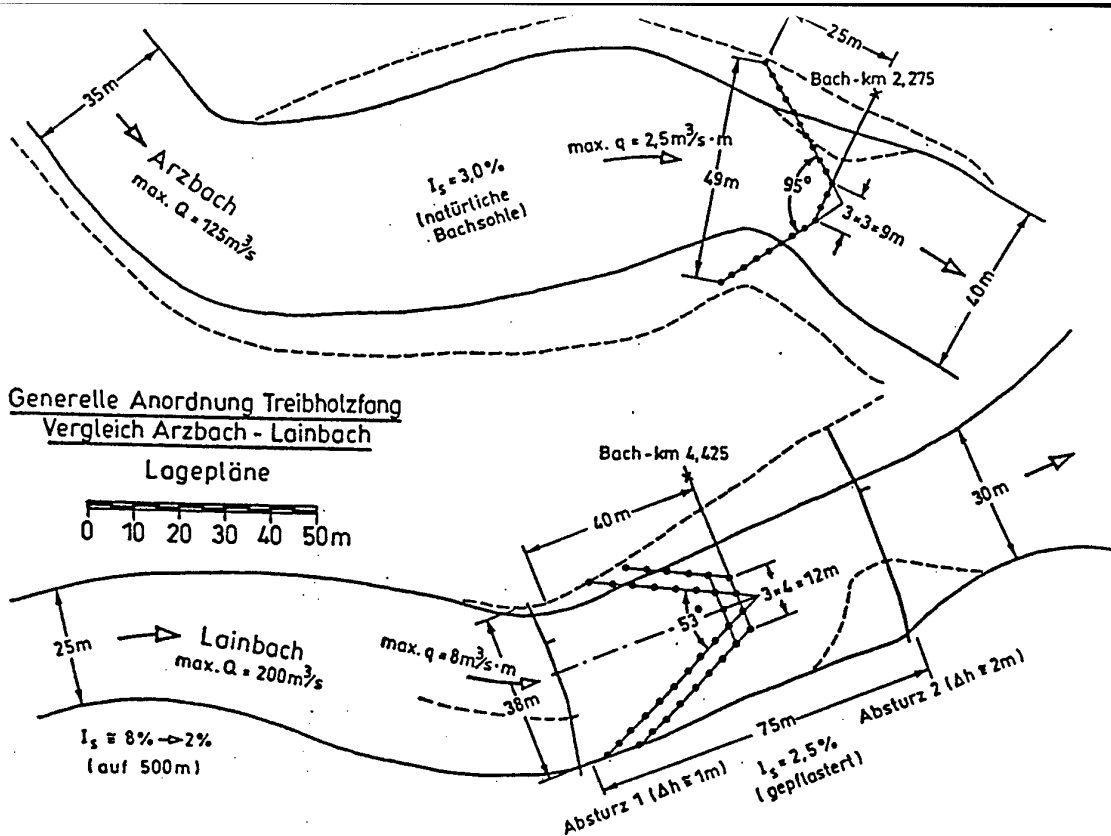 35m
Arzbach
max. Q = 125m³/s
I_s = 3,0%
(natürliche
Bachsohle)
max. q = 2,5m³/s·m
25m
Bach-km 2,275
49m
95°
3×3=9m
40m
Generelle Anordnung Treibholzfang
Vergleich Arzbach - Lainbach
Lagepläne
0 10 20 30 40 50m
Bach-km 4,425
40m
30m
3×4=12m
53°
25m
Lainbach
max. Q = 200m³/s
max. q = 8m³/s·m
38m
I_s ≅ 8% → 2%
(auf 500m)
75m
Absturz 1 (Δh ≅ 1m)
I_s = 2,5%
(gepflastert)
Absturz 2 (Δh ≅ 2m)